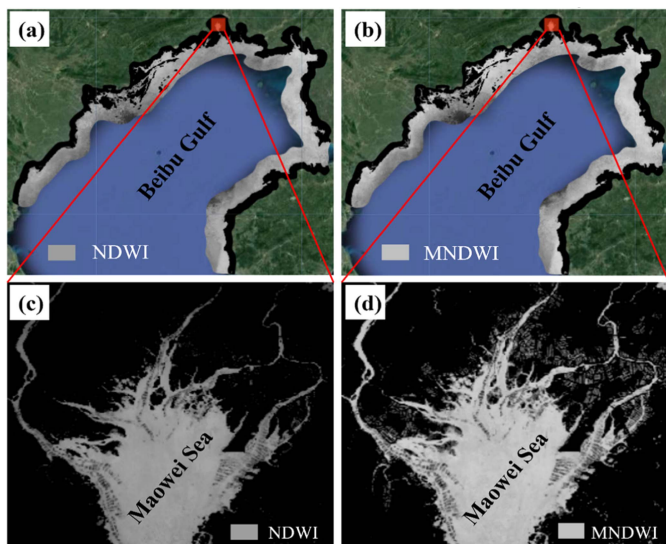 (a)
Beibu Gulf
NDWI
(b)
Beibu Gulf
MNDWI
(c)
Maowei Sea
NDWI
(d)
Maowei Sea
MNDWI